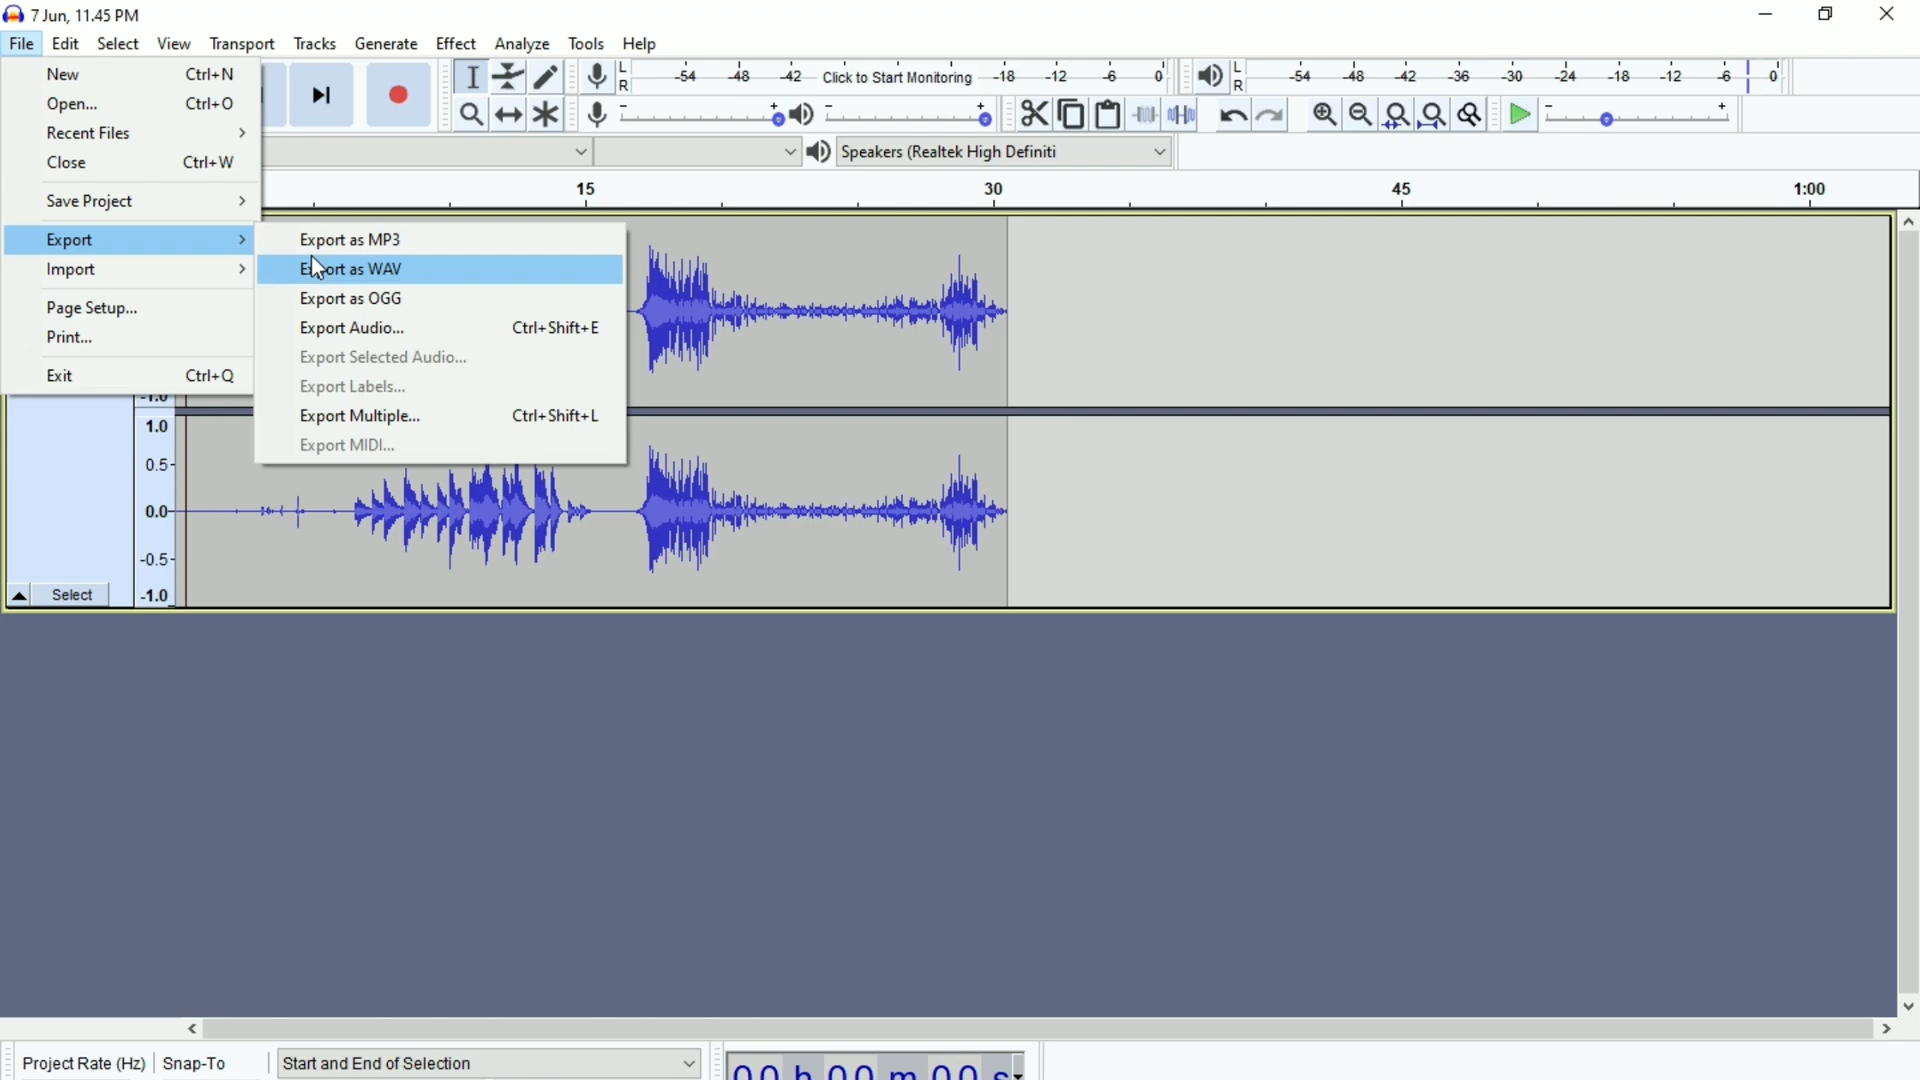 7 Jun, 11.45 PM
File Edit Select View Transport Tracks Generate Effect Analyze Tools Help
New Ctrl+N
Open... Ctrl+O
Recent Files
Close Ctrl+W
Save Project
Export
Import
Page Setup...
Print...
Exit Ctrl+Q
Export as MP3
Export as WAV
Export as OGG
Export Audio... Ctrl+Shift+E
Export Selected Audio...
Export Labels...
Export Multiple... Ctrl+Shift+L
Export MIDI...
L
R
-54 -48 -42 Click to Start Monitoring -18 -12 -6 0
L
R
-54 -48 -42 -36 -30 -24 -18 -12 -6 0
- +
- +
- +
Speakers (Realtek High Definiti
15 30 45 1:00
-1.0
1.0
0.5-
0.0-
-0.5-
-1.0
Select
Project Rate (Hz) Snap-To Start and End of Selection
00 h 00 m 00 s